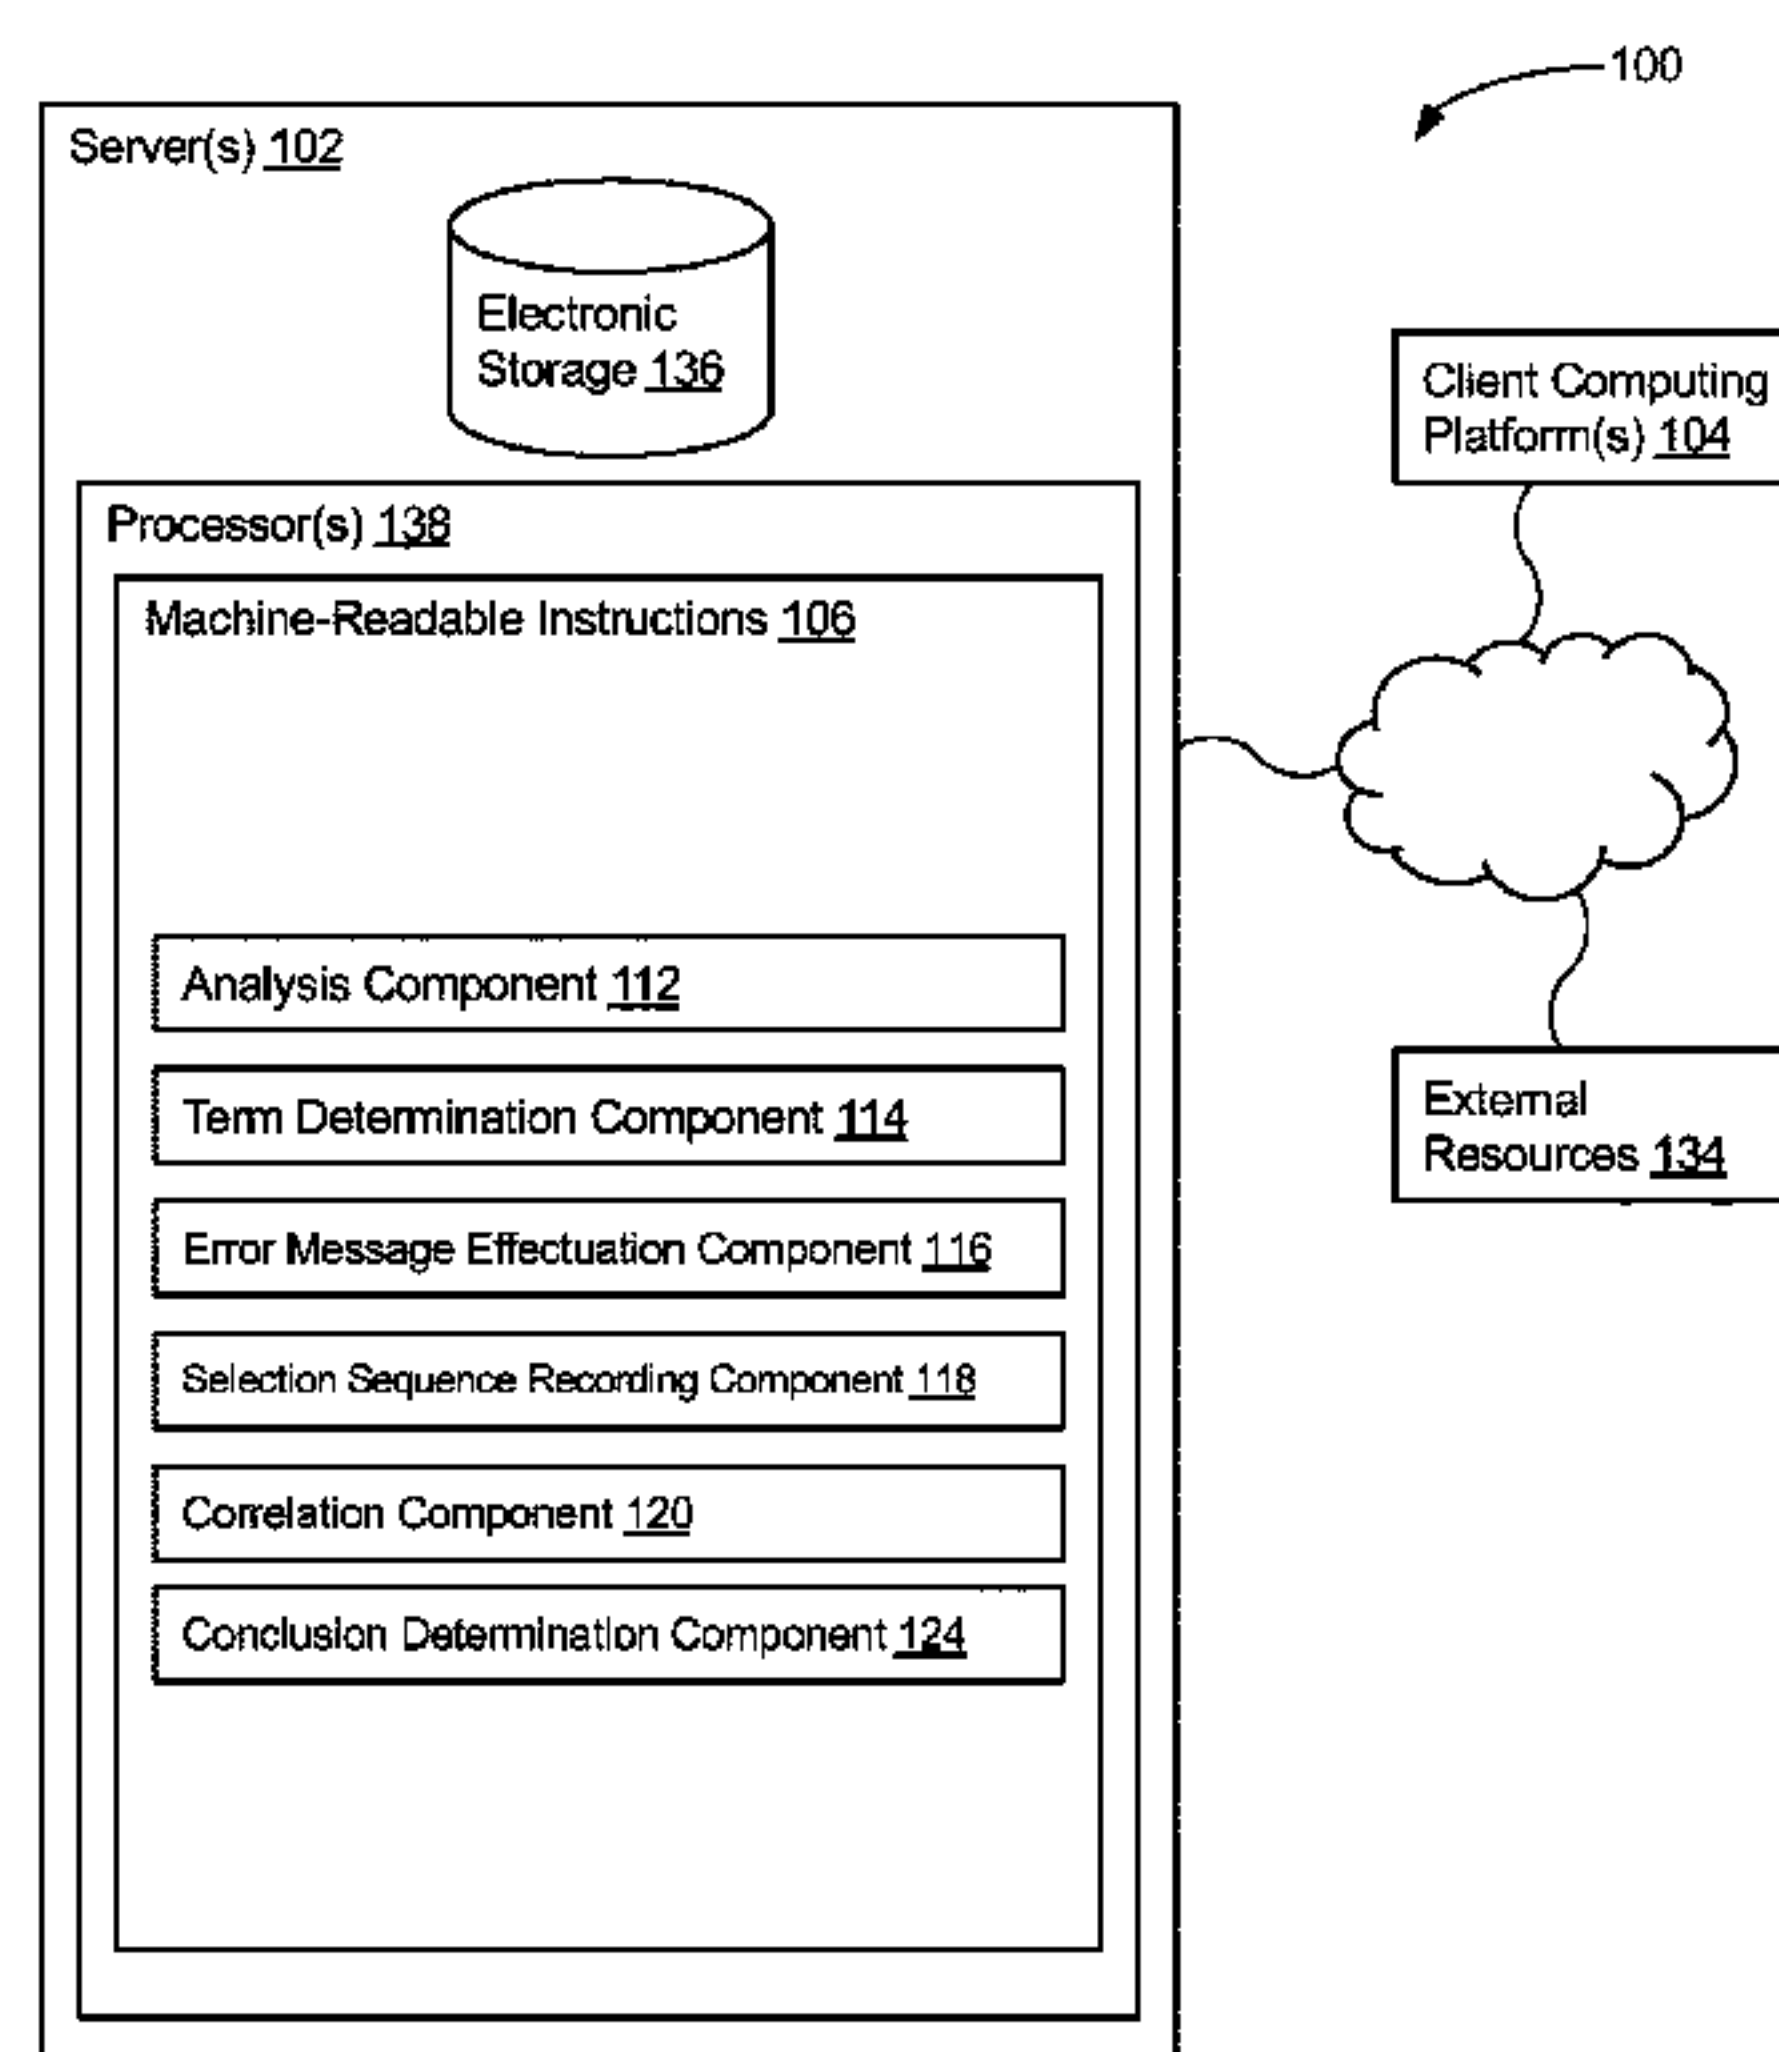 100
Server(s) 102
Electronic
Storage 136
Client Computing
Platform(s) 104
Processor(s) 138
Machine-Readable Instructions 106
Analysis Component 112
Term Determination Component 114
External
Resources 134
Error Message Effectuation Component 116
Selection Sequence Recording Component 118
Correlation Component 120
Conclusion Determination Component 124